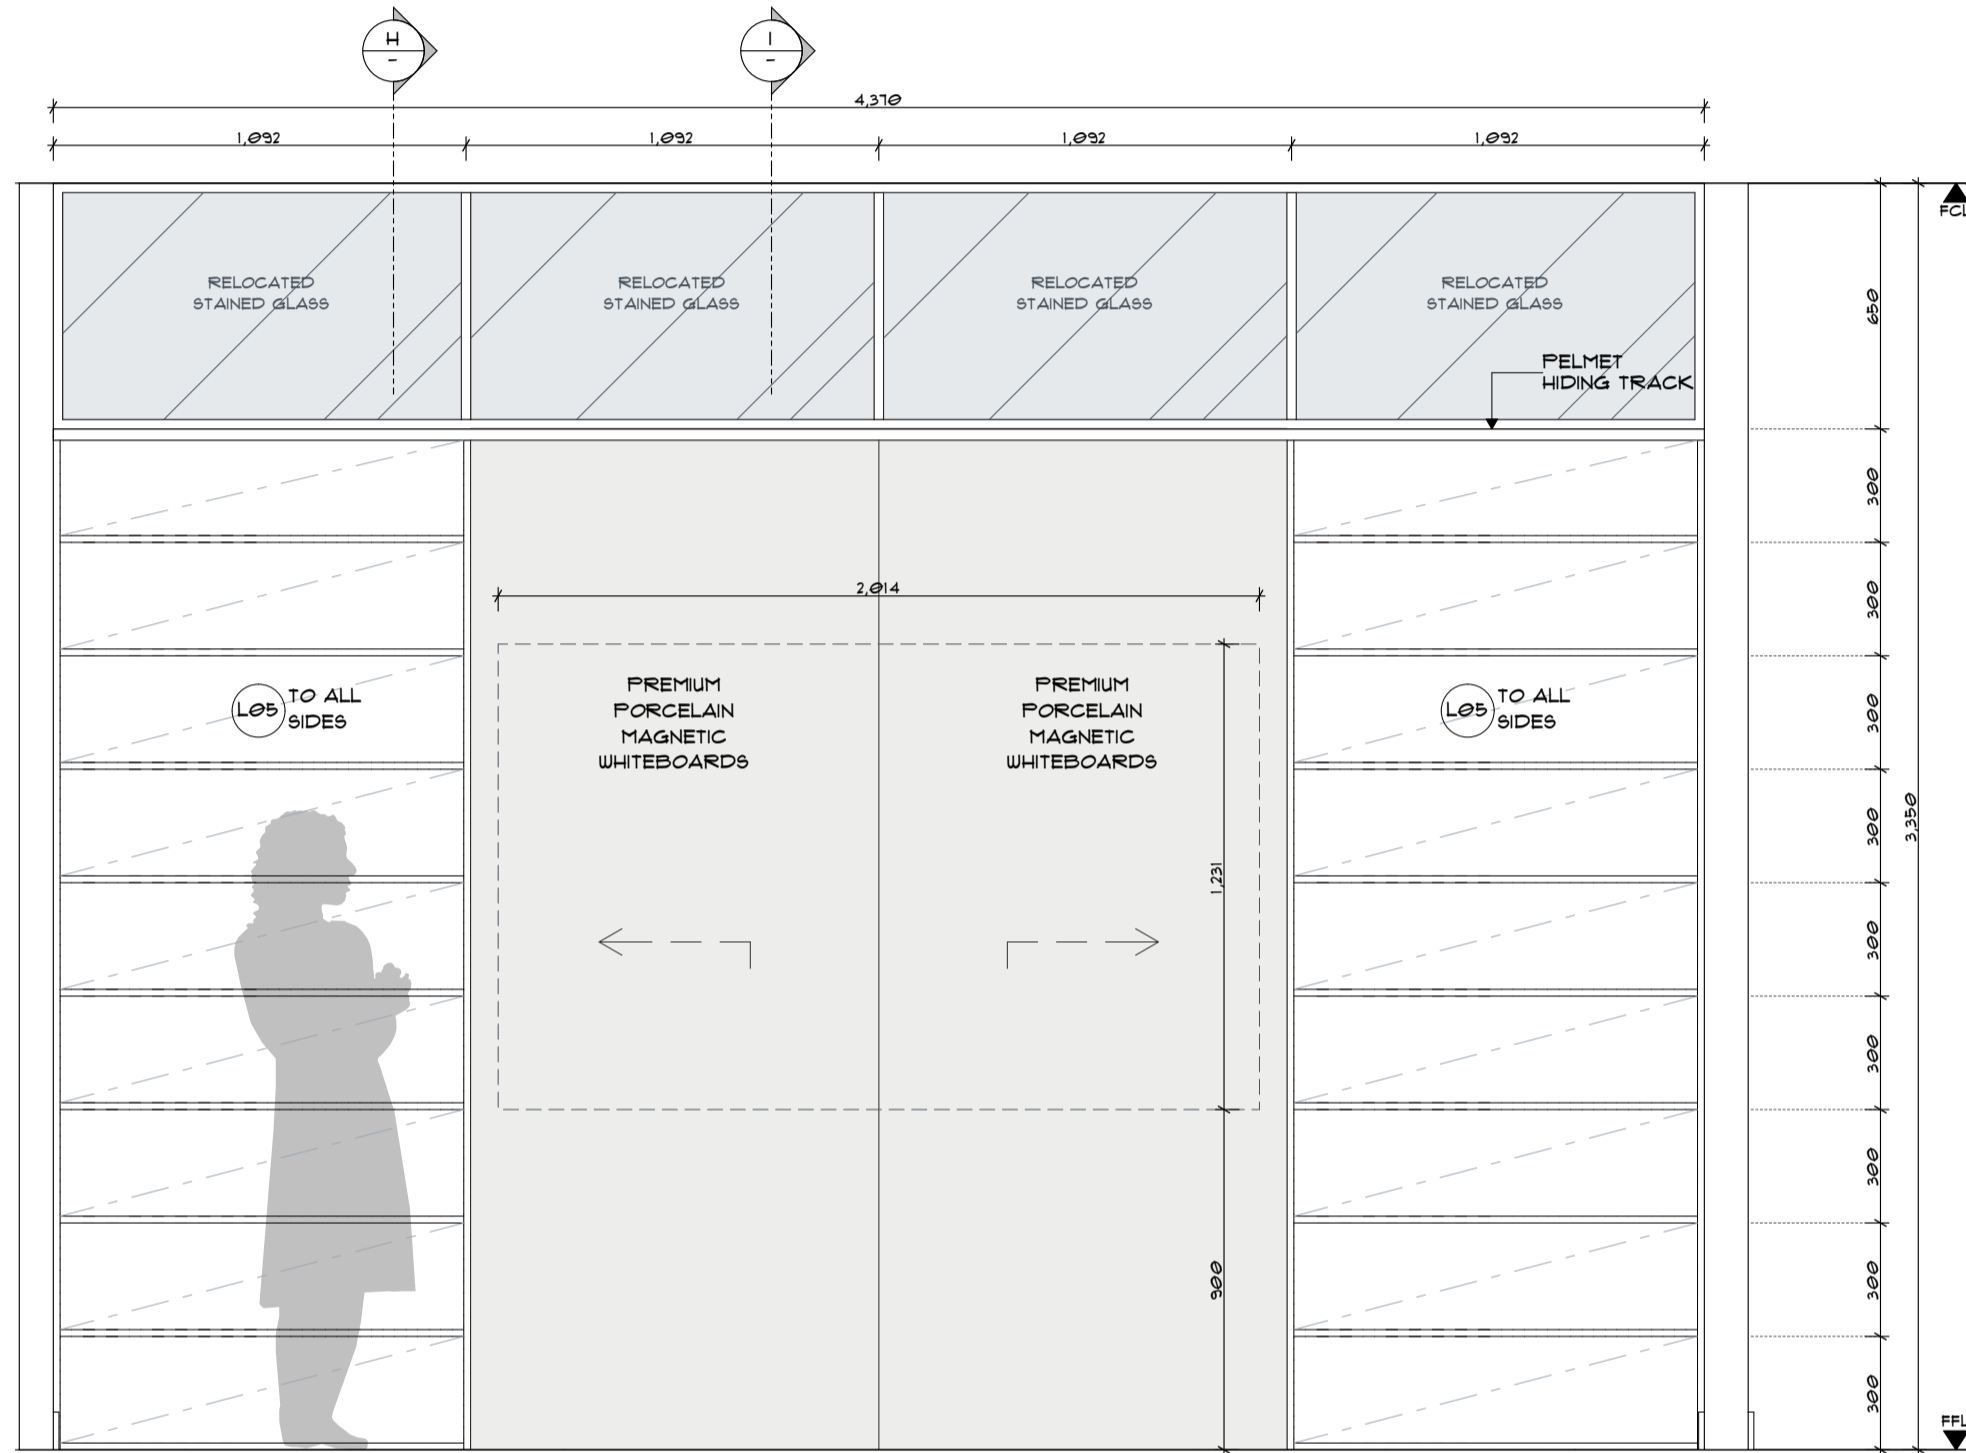 H
-
I
-
4,370
1,092
1,092
1,092
1,092
FCL
RELOCATED
STAINED GLASS
RELOCATED
STAINED GLASS
RELOCATED
STAINED GLASS
RELOCATED
STAINED GLASS
650
PELMET
HIDING TRACK
300
2,014
300
L05
TO ALL
SIDES
PREMIUM
PORCELAIN
MAGNETIC
WHITEBOARDS
PREMIUM
PORCELAIN
MAGNETIC
WHITEBOARDS
L05
TO ALL
SIDES
300
300
3,350
1,231
300
300
300
900
300
300
FFL